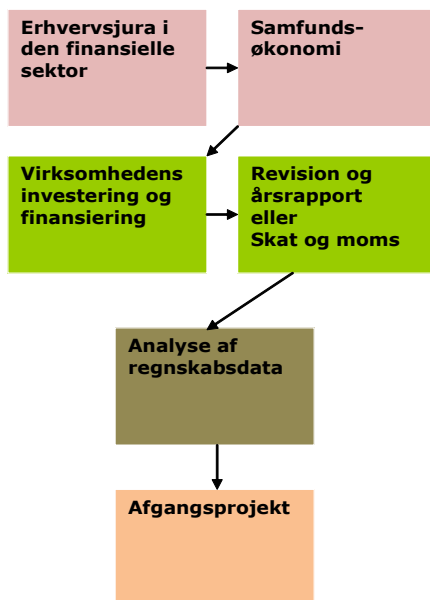 Erhvervsjura i
den finansielle
sektor
Samfunds-
økonomi
Virksomhedens
investering og
finansiering
Revision og
årsrapport
eller
Skat og moms
Analyse af
regnskabsdata
Afgangsprojekt